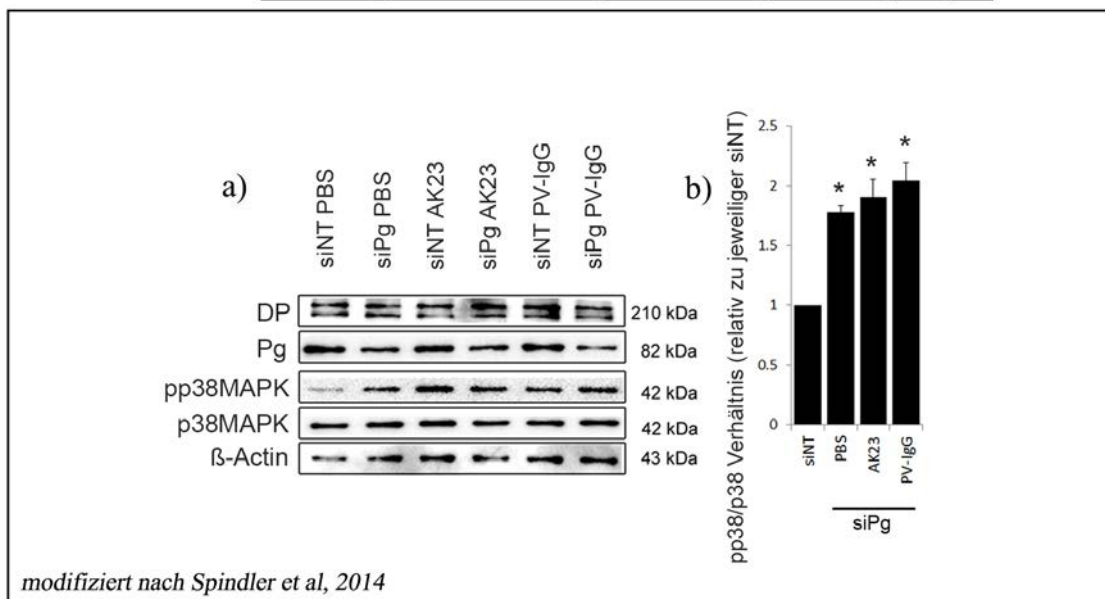 a)
siNT PBS
siPg PBS
siNT AK23
siPg AK23
siNT PV-IgG
siPg PV-IgG
DP
210 kDa
Pg
82 kDa
pp38MAPK
42 kDa
p38MAPK
42 kDa
ß-Actin
43 kDa
b)
pp38/p38 Verhältnis (relativ zu jeweiliger siNT)
2.5
2
1.5
1
0.5
0
*
*
*
siNT
PBS
AK23
PV-IgG
siPg
modifiziert nach Spindler et al, 2014